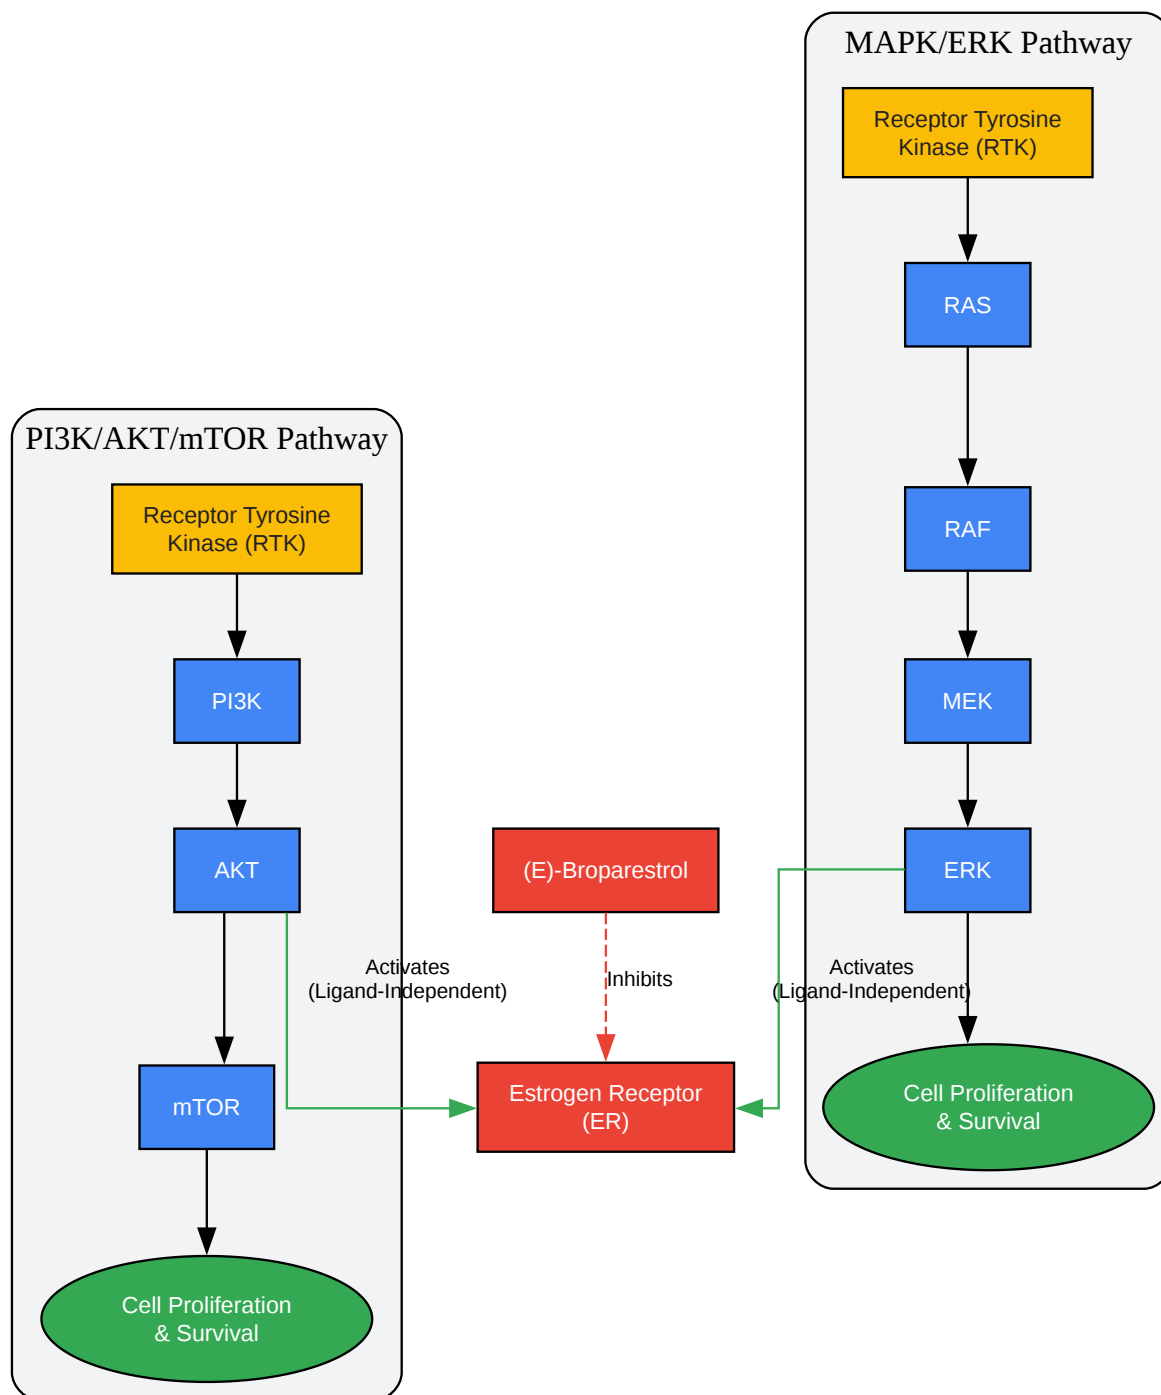 MAPK/ERK Pathway
Receptor Tyrosine
Kinase (RTK)
RAS
RAF
MEK
ERK
Activates
(Ligand-Independent)
Cell Proliferation
& Survival
PI3K/AKT/mTOR Pathway
Receptor Tyrosine
Kinase (RTK)
PI3K
AKT
Activates
(Ligand-Independent)
mTOR
Cell Proliferation
& Survival
(E)-Broparestrol
Inhibits
Estrogen Receptor
(ER)